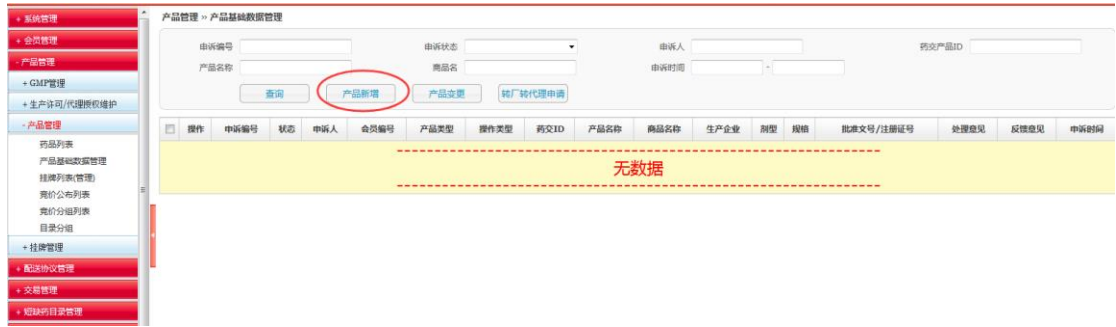 + 系统管理
+ 会员管理
- 产品管理
+ GMP管理
+ 生产许可/代理授权维护
- 产品管理
药品列表
产品基础数据管理
挂牌列表(管理)
竞价公布列表
竞价分组列表
目录分组
+ 挂牌管理
+ 配送协议管理
+ 交易管理
+ 短缺药目录管理
产品管理 » 产品基础数据管理
申诉编号 申诉状态 申诉人 药交产品ID
产品名称 商品名 申诉时间 -
查询 产品新增 产品变更 转厂转代理申请
操作 申诉编号 状态 申诉人 会员编号 产品类型 操作类型 药交ID 产品名称 商品名称 生产企业 剂型 规格 批准文号/注册证号 处理意见 反馈意见 申诉时间
无数据